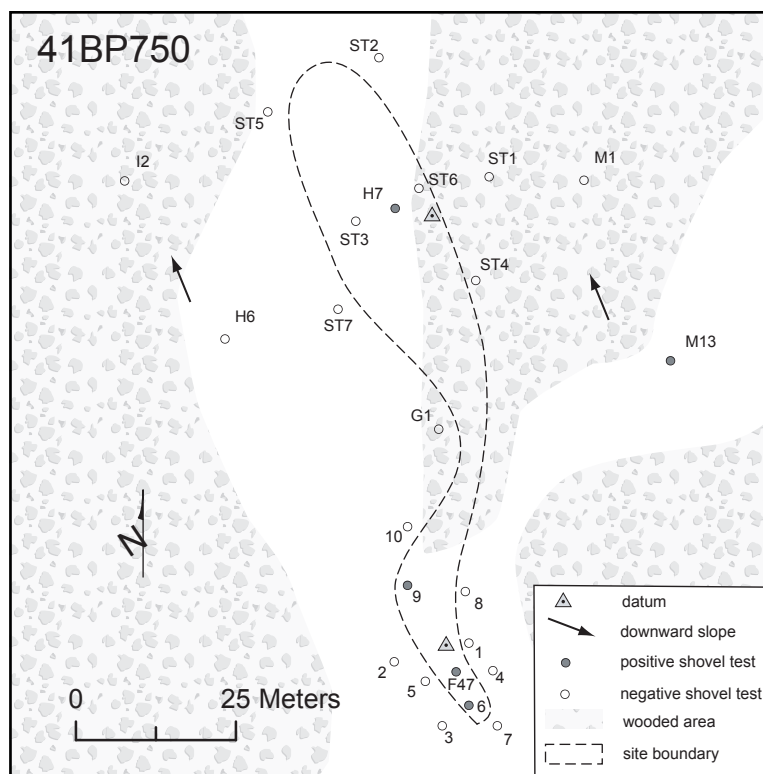 41BP750
ST2
ST5
I2
ST1
M1
ST6
H7
ST3
ST4
H6
ST7
M13
G1
N
10
9
8
1
2
F47
4
5
6
3
7
0 25 Meters
datum
downward slope
positive shovel test
negative shovel test
wooded area
site boundary